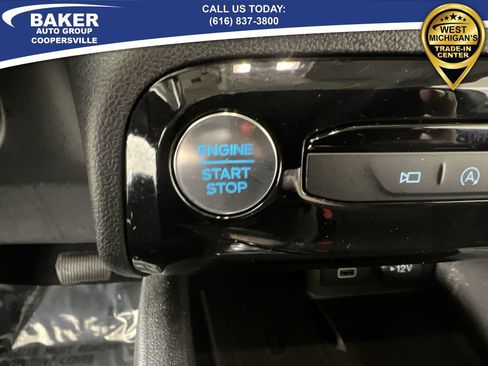 BAKER
AUTO GROUP
COOPERSVILLE
CALL US TODAY:
(616) 837-3800
WEST
MICHIGAN'S
TRADE-IN
CENTER
ENGINE
START
STOP
A
12V